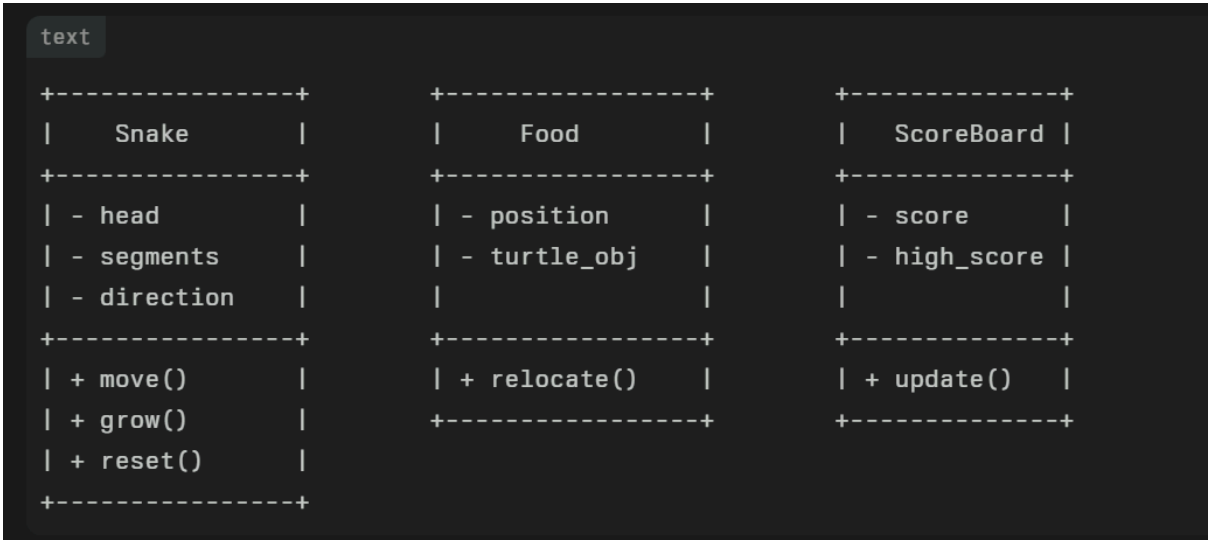 text
+----------------+        +-----------------+        +--------------+
|    Snake       |        |     Food        |        |   ScoreBoard |
+----------------+        +-----------------+        +--------------+
| - head         |        | - position      |        | - score      |
| - segments     |        | - turtle_obj    |        | - high_score |
| - direction    |        |                 |        |              |
+----------------+        +-----------------+        +--------------+
| + move()       |        | + relocate()    |        | + update()   |
| + grow()       |        +-----------------+        +--------------+
| + reset()      |
+----------------+